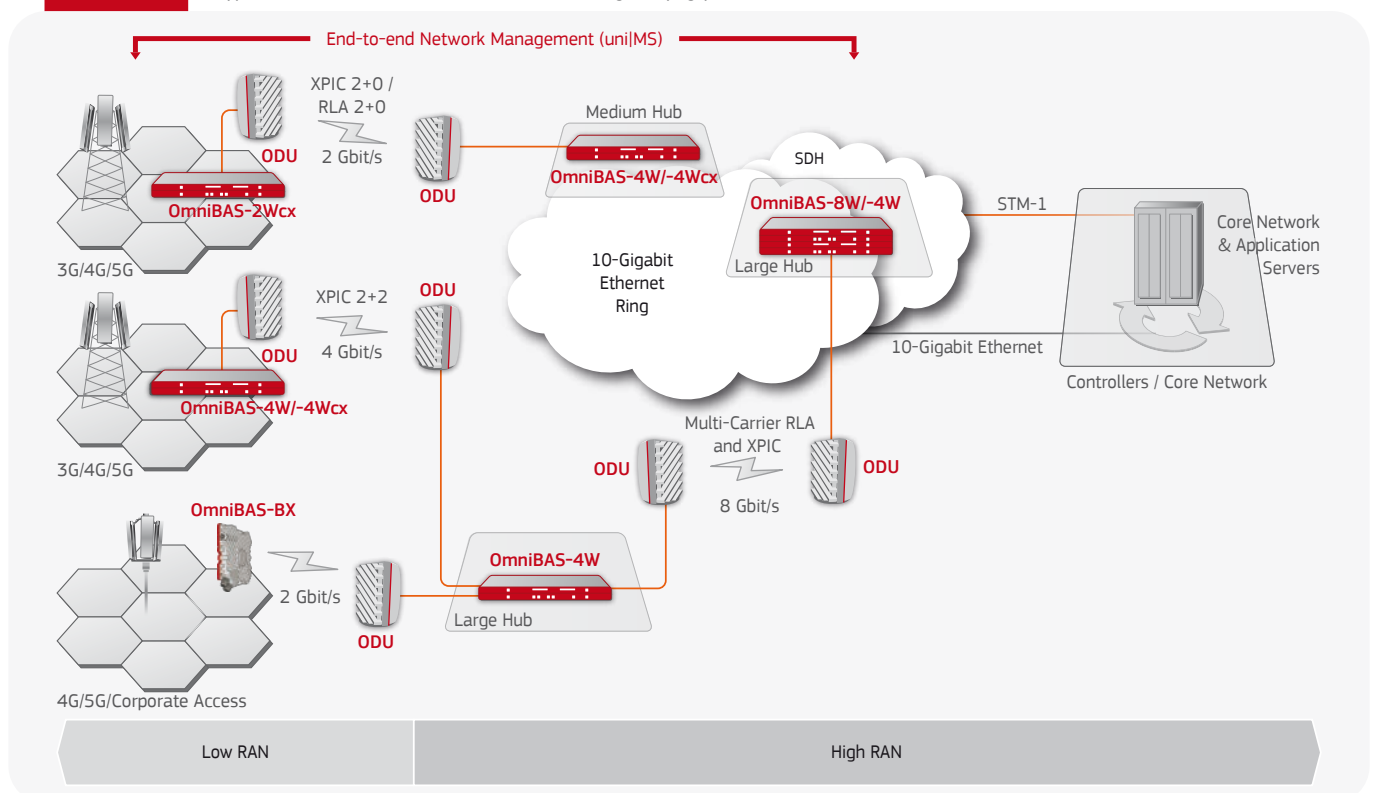 End-to-end Network Management (uni|MS)
XPIC 2+0 /
RLA 2+0
2 Gbit/s
ODU
ODU
OmniBAS-2Wcx
3G/4G/5G
Medium Hub
OmniBAS-4W/-4Wcx
SDH
OmniBAS-8W/-4W
Large Hub
10-Gigabit
Ethernet
Ring
STM-1
10-Gigabit Ethernet
Core Network
& Application
Servers
Controllers / Core Network
XPIC 2+2
4 Gbit/s
ODU
ODU
OmniBAS-4W/-4Wcx
3G/4G/5G
Multi-Carrier RLA
and XPIC
8 Gbit/s
ODU
ODU
OmniBAS-BX
2 Gbit/s
ODU
OmniBAS-4W
Large Hub
4G/5G/Corporate Access
Low RAN
High RAN